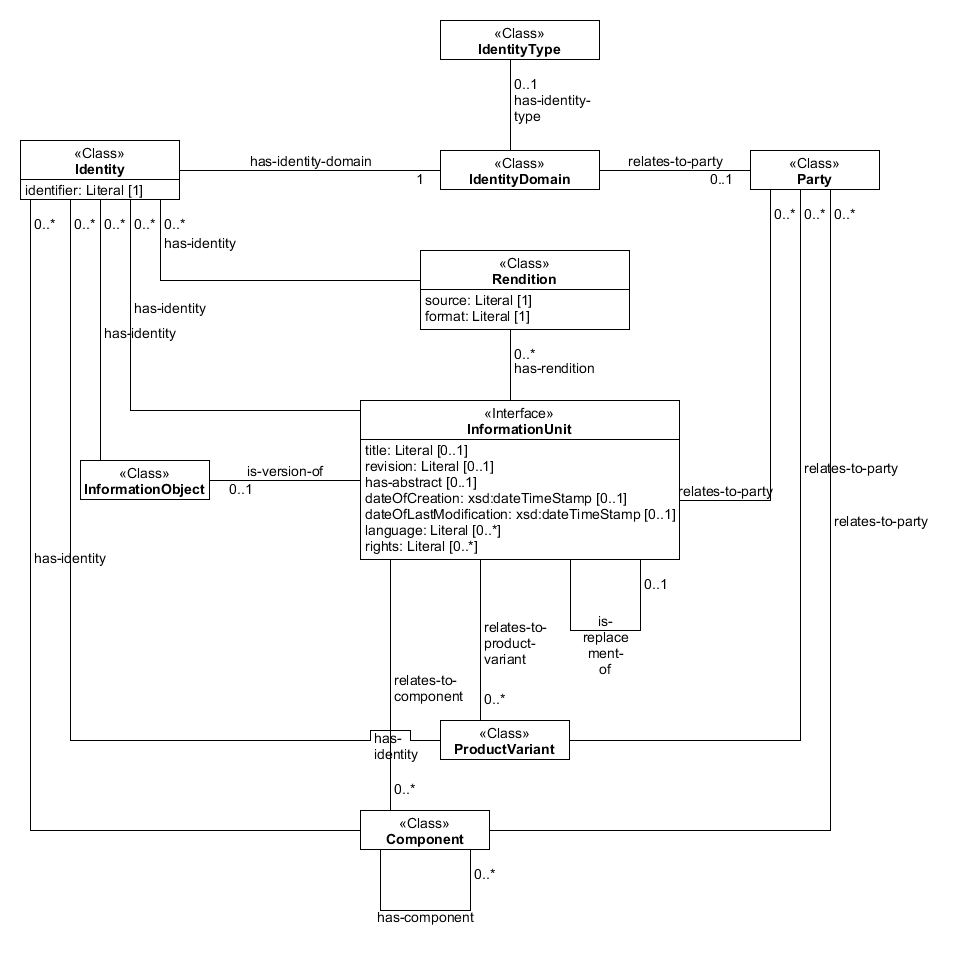 «Class»
IdentityType
0..1
has-identity-
type
«Class»
Identity
identifier: Literal [1]
has-identity-domain
1
«Class»
IdentityDomain
relates-to-party
0..1
«Class»
Party
0..*
0..*
0..*
0..*
0..*
has-identity
0..*
0..*
0..*
«Class»
Rendition
source: Literal [1]
format: Literal [1]
has-identity
has-identity
0..*
has-rendition
«Interface»
InformationUnit
title: Literal [0..1]
revision: Literal [0..1]
has-abstract [0..1]
dateOfCreation: xsd:dateTimeStamp [0..1]
dateOfLastModification: xsd:dateTimeStamp [0..1]
language: Literal [0..*]
rights: Literal [0..*]
«Class»
InformationObject
is-version-of
0..1
relates-to-party
relates-to-party
relates-to-party
has-identity
0..1
is-
replace
ment-
of
relates-to-
product-
variant
0..*
relates-to-
component
0..*
has-
identity
«Class»
ProductVariant
«Class»
Component
0..*
has-component